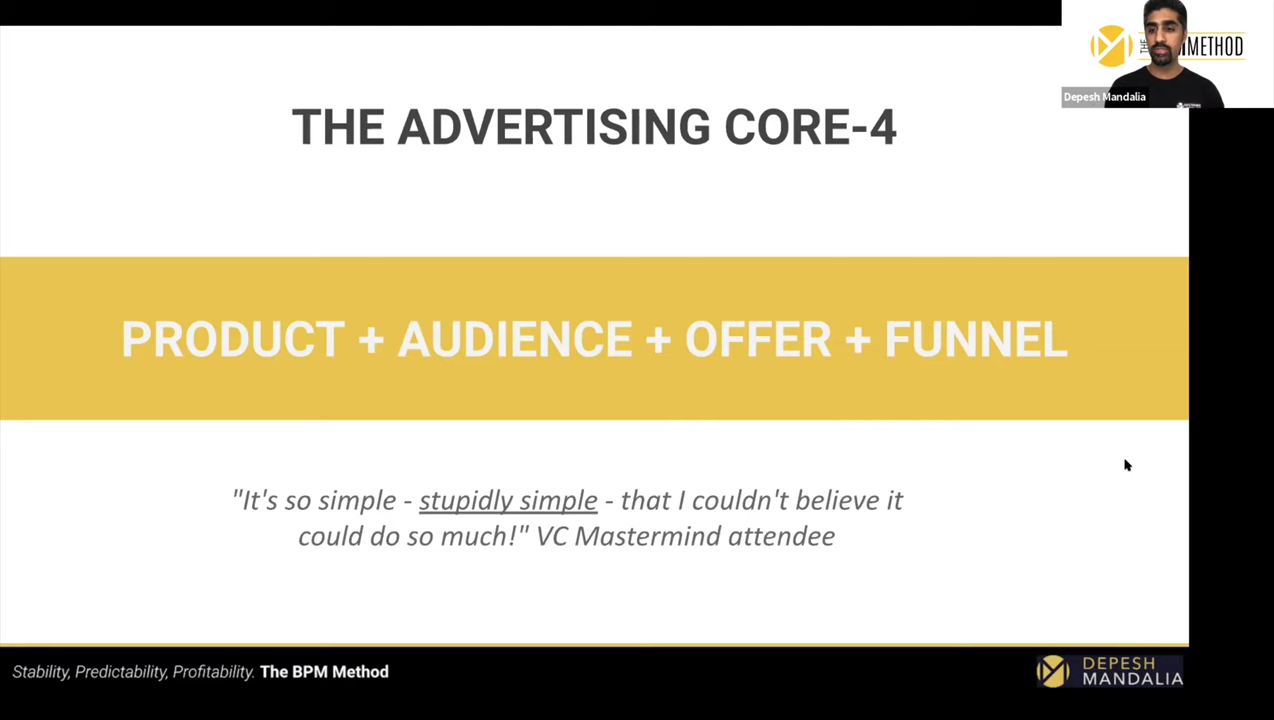 THE METHOD
Depesh Mandalia
THE ADVERTISING CORE-4
PRODUCT + AUDIENCE + OFFER + FUNNEL
"It's so simple - stupidly simple - that I couldn't believe it
could do so much!" VC Mastermind attendee
Stability, Predictability, Profitability. The BPM Method
DEPESH
MANDALIA